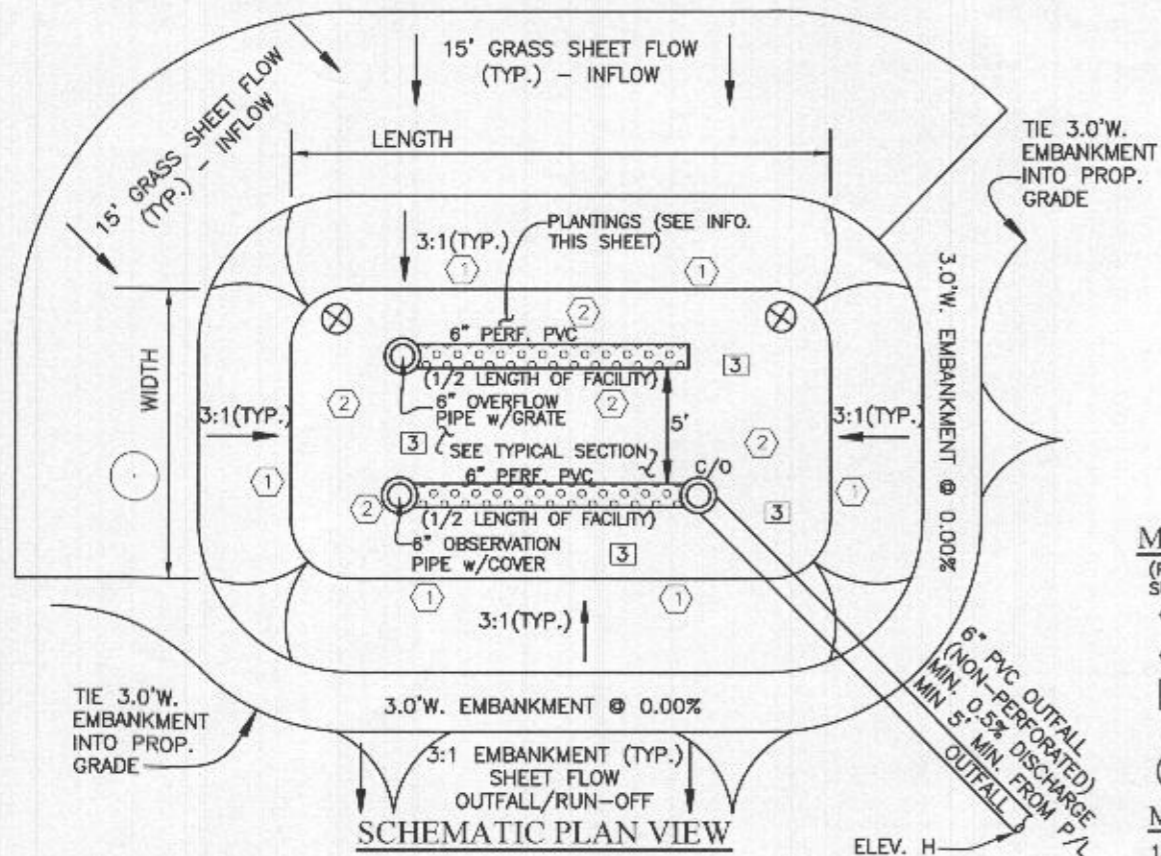 15' GRASS SHEET FLOW
(TYP.) - INFLOW
15' GRASS SHEET FLOW
(TYP.) - INFLOW
LENGTH
TIE 3.0'W.
EMBANKMENT
INTO PROP.
GRADE
PLANTINGS (SEE INFO.
THIS SHEET)
3:1(TYP.)
1
1
2
6" PERF. PVC
3
(1/2 LENGTH OF FACILITY)
WIDTH
2
6" OVERFLOW
PIPE w/GRATE
2
5'
3.0'W. EMBANKMENT @ 0.00%
3:1(TYP.)
3
SEE TYPICAL SECTION
2
3:1(TYP.)
6" PERF. PVC
C/O
1
2
1
(1/2 LENGTH OF FACILITY)
3
6" OBSERVATION
PIPE w/COVER
3
1
1
3:1(TYP.)
6" PVC OUTFALL
(NON-PERFORATED)
MIN. 0.5% DISCHARGE
MIN 5' MIN. FROM P/L
OUTFALL
TIE 3.0'W.
EMBANKMENT
INTO PROP.
GRADE
3.0'W. EMBANKMENT @ 0.00%
3:1 EMBANKMENT (TYP.)
SHEET FLOW
OUTFALL/RUN-OFF
SCHEMATIC PLAN VIEW
ELEV. H